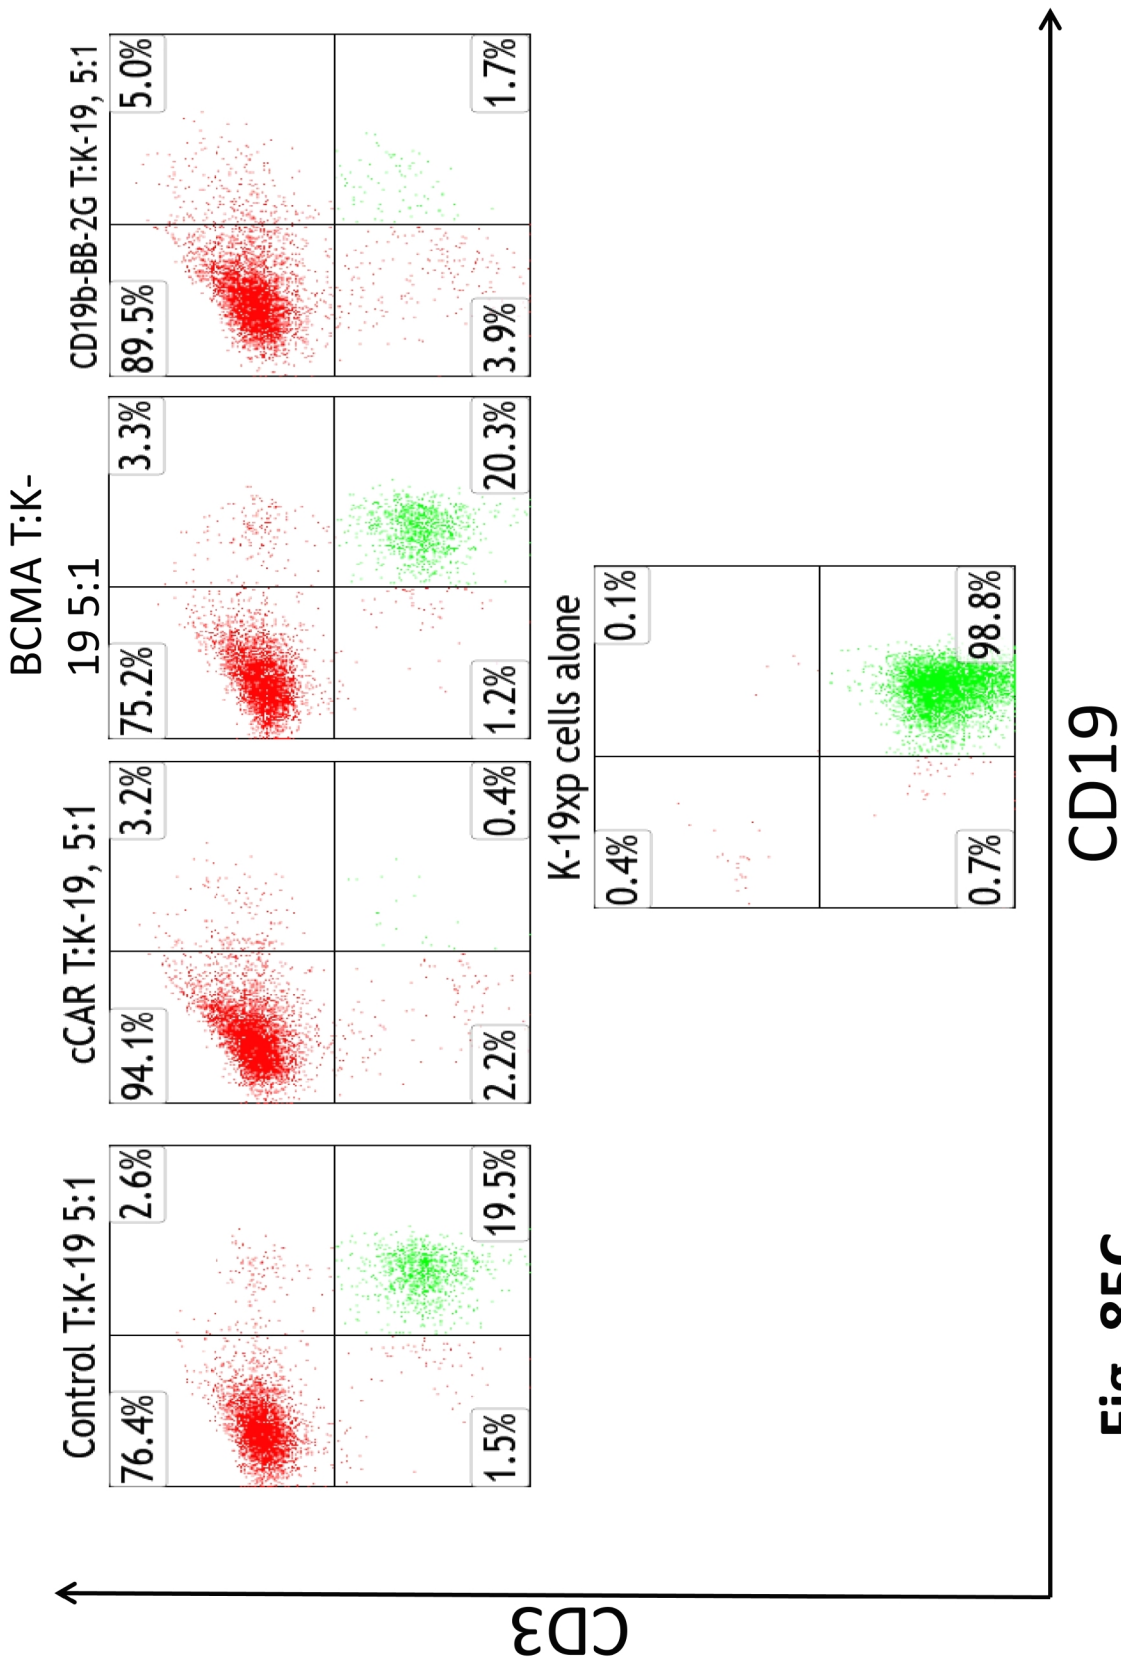 Control T:K-19 5:1
76.4%
2.6%
1.5%
19.5%
cCAR T:K-19, 5:1
94.1%
3.2%
2.2%
0.4%
BCMA T:K-
19 5:1
75.2%
3.3%
1.2%
20.3%
CD19b-BB-2G T:K-19, 5:1
89.5%
5.0%
3.9%
1.7%
K-19xp cells alone
0.4%
0.1%
0.7%
98.8%
CD3
CD19
Fig. 85C